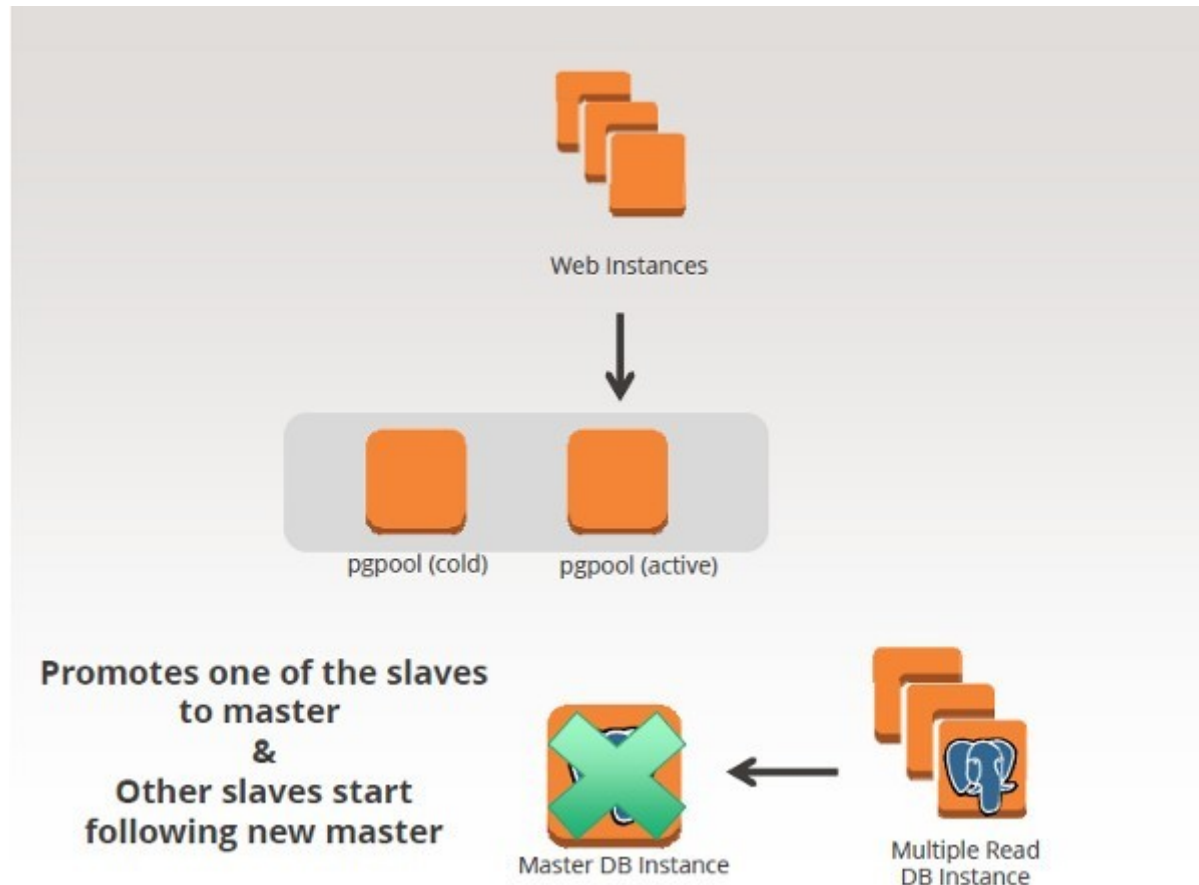 Web Instances
pgpool (cold)
pgpool (active)
Promotes one of the slaves
to master
&
Other slaves start
following new master
Master DB Instance
Multiple Read
DB Instance